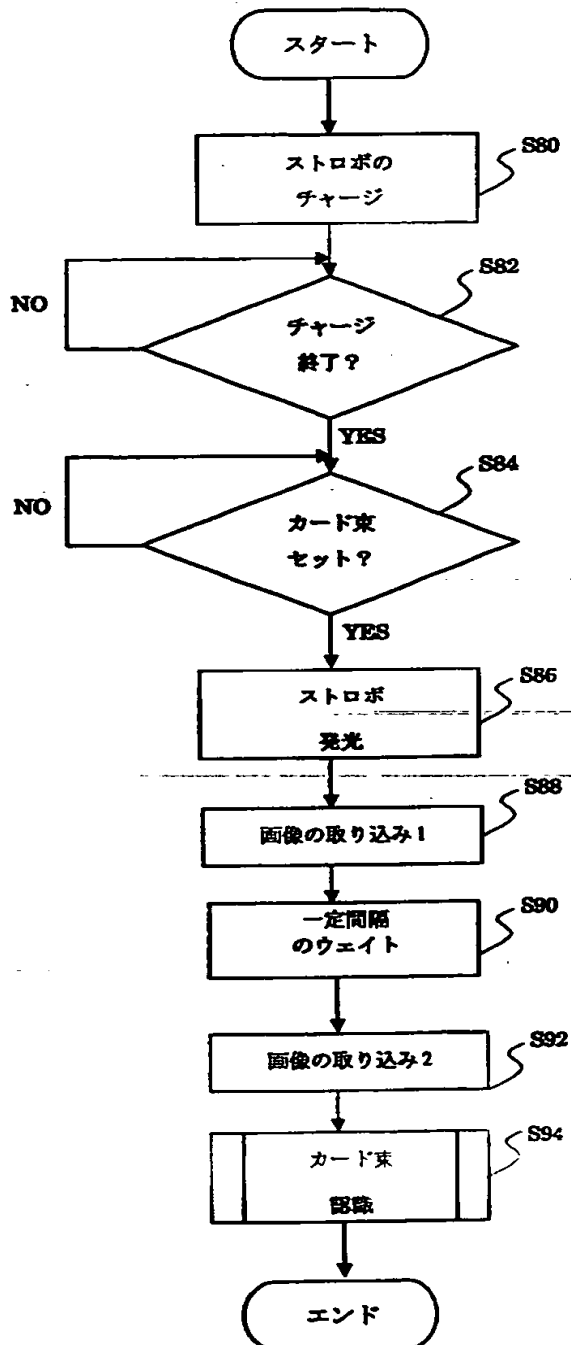 スタート
ストロボの
チャージ
S80
S82
NO
チャージ
終了？
YES
S84
NO
カード束
セット？
YES
S86
ストロボ
発光
S88
画像の取り込み1
S90
一定間隔
のウェイト
S92
画像の取り込み2
S94
カード束
認識
エンド